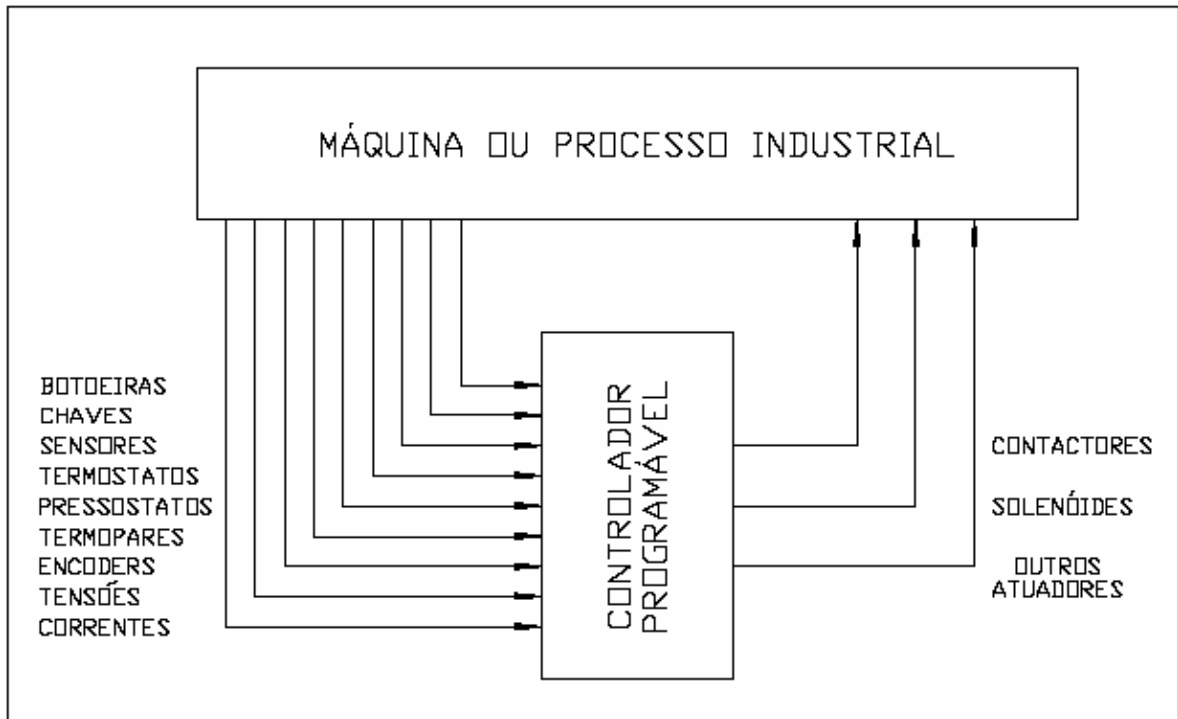 MÁQUINA OU PROCESSO INDUSTRIAL
BOTOEIRAS
CHAVES
SENSORES
TERMOSTATOS
PRESSOSTATOS
TERMOPARES
ENCODERS
TENSÕES
CORRENTES
CONTROLADOR
PROGRAMÁVEL
CONTACTORES
SOLENÓIDES
OUTROS
ATUADORES